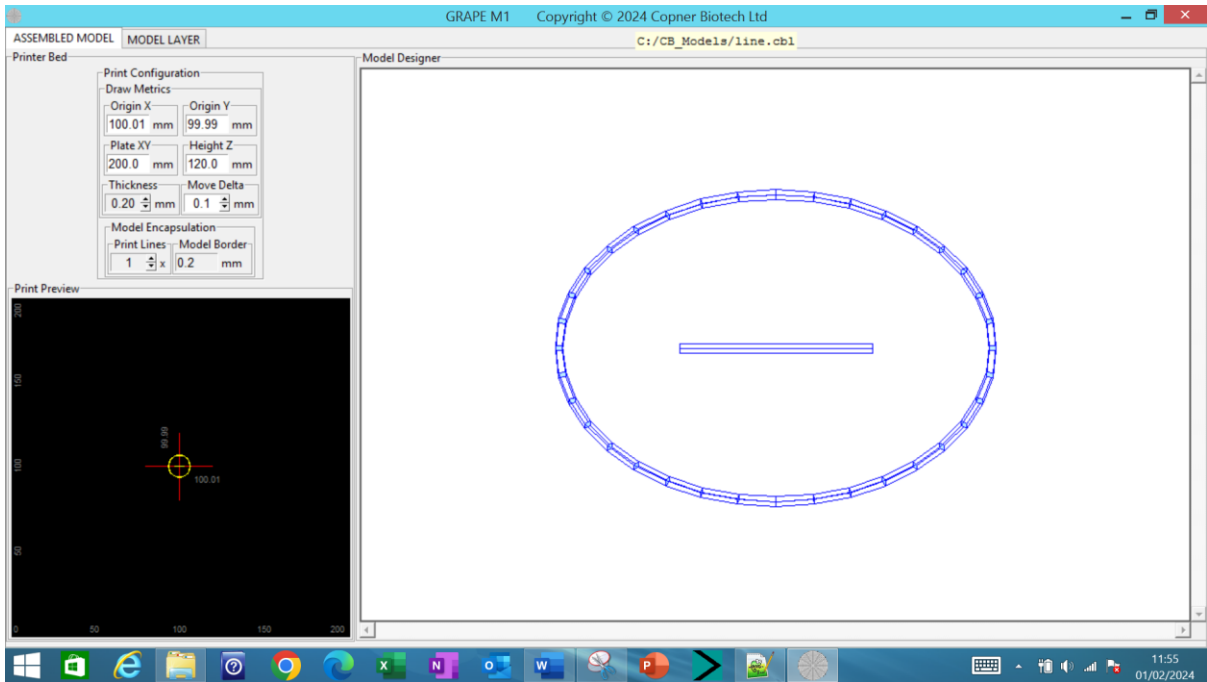 GRAPE M1 Copyright © 2024 Copner Biotech Ltd
ASSEMBLED MODEL MODEL LAYER
C:/CB_Models/line.cbl
Printer Bed
Print Configuration
Draw Metrics
Origin X Origin Y
100.01 mm 99.99 mm
Plate XY Height Z
200.0 mm 120.0 mm
Thickness Move Delta
0.20 mm 0.1 mm
Model Encapsulation
Print Lines Model Border
1 x 0.2 mm
Print Preview
200
150
100
50
99.99
100.01
0 50 100 150 200
Model Designer
11:55
01/02/2024